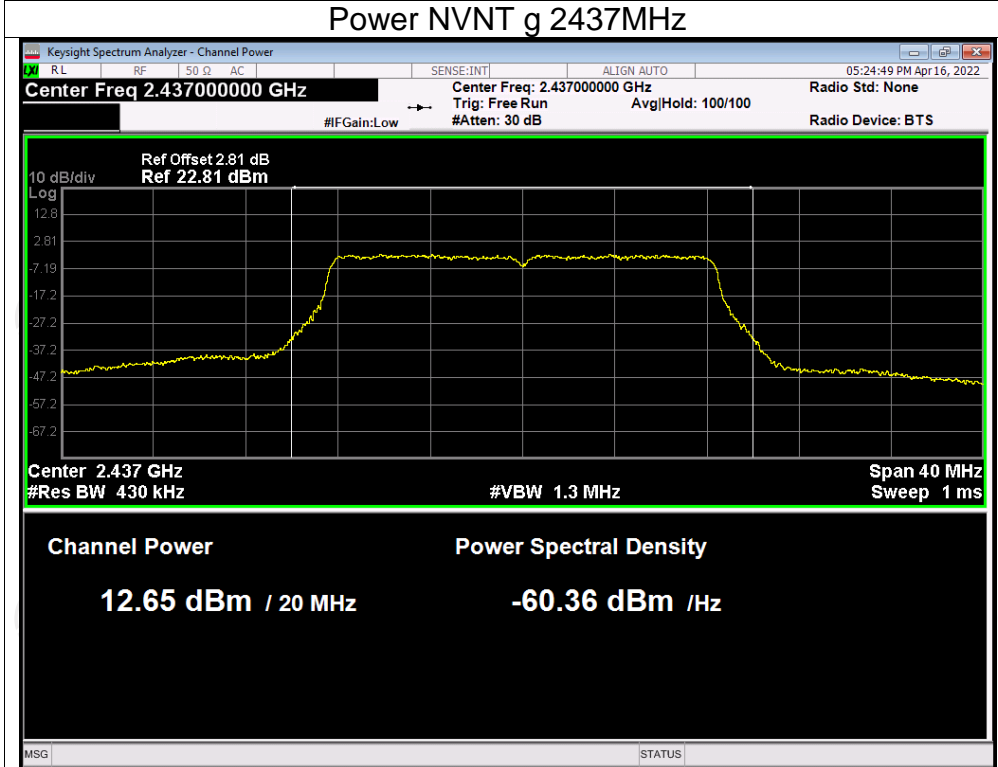 Power NVNT g 2437MHz
Keysight Spectrum Analyzer - Channel Power
LXI RL RF 50 Ω AC SENSE:INT ALIGN AUTO 05:24:49 PM Apr 16, 2022
Center Freq 2.437000000 GHz Center Freq: 2.437000000 GHz Radio Std: None
Trig: Free Run Avg|Hold: 100/100
#IFGain:Low #Atten: 30 dB Radio Device: BTS
Ref Offset 2.81 dB
10 dB/div Ref 22.81 dBm
Log
12.8
2.81
-7.19
-17.2
-27.2
-37.2
-47.2
-57.2
-67.2
Center 2.437 GHz Span 40 MHz
#Res BW 430 kHz #VBW 1.3 MHz Sweep 1 ms
Channel Power Power Spectral Density
12.65 dBm / 20 MHz -60.36 dBm /Hz
MSG STATUS